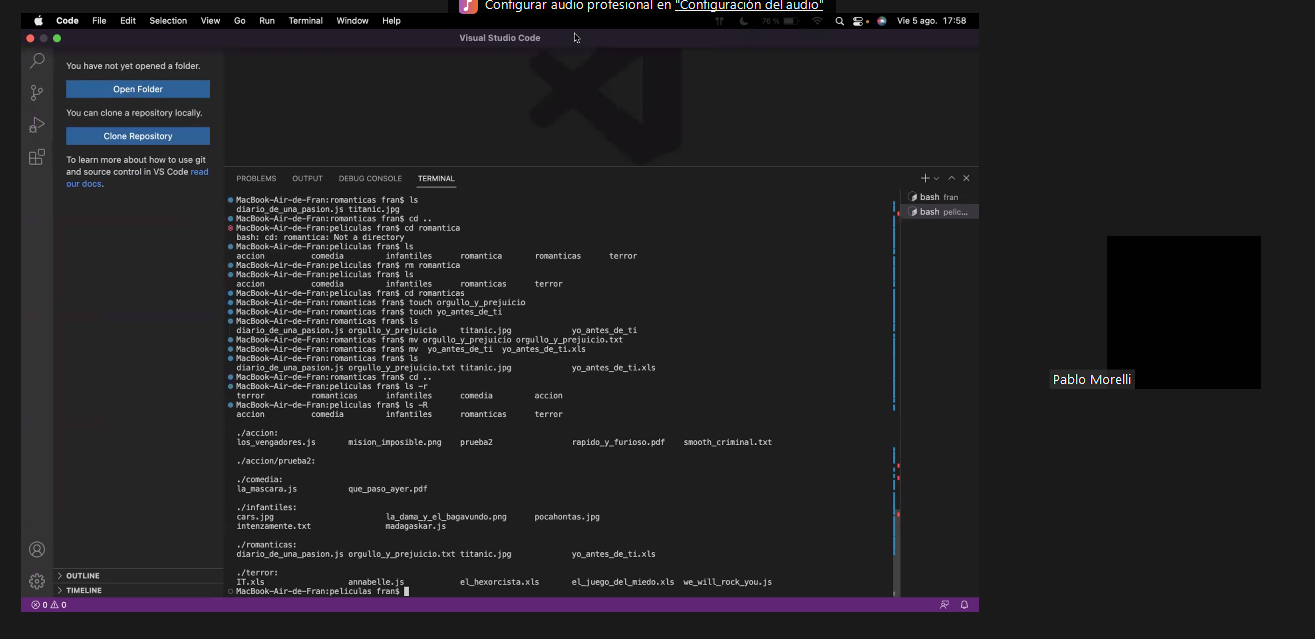 Configurar audio profesional en "Configuración del audio"
Code File Edit Selection View Go Run Terminal Window Help
76 % Vie 5 ago. 17:58
Visual Studio Code
You have not yet opened a folder.
Open Folder
You can clone a repository locally.
Clone Repository
To learn more about how to use git
and source control in VS Code read
our docs.
PROBLEMS OUTPUT DEBUG CONSOLE TERMINAL
bash fran
bash pelic...
MacBook-Air-de-Fran:romanticas fran$ ls
diario_de_una_pasion.js titanic.jpg
MacBook-Air-de-Fran:romanticas fran$ cd ..
MacBook-Air-de-Fran:peliculas fran$ cd romantica
bash: cd: romantica: Not a directory
MacBook-Air-de-Fran:peliculas fran$ ls
accion comedia infantiles romantica romanticas terror
MacBook-Air-de-Fran:peliculas fran$ rm romantica
MacBook-Air-de-Fran:peliculas fran$ ls
accion comedia infantiles romanticas terror
MacBook-Air-de-Fran:peliculas fran$ cd romanticas
MacBook-Air-de-Fran:romanticas fran$ touch orgullo_y_prejuicio
MacBook-Air-de-Fran:romanticas fran$ touch yo_antes_de_ti
MacBook-Air-de-Fran:romanticas fran$ ls
diario_de_una_pasion.js orgullo_y_prejuicio titanic.jpg yo_antes_de_ti
MacBook-Air-de-Fran:romanticas fran$ mv orgullo_y_prejuicio orgullo_y_prejuicio.txt
MacBook-Air-de-Fran:romanticas fran$ mv yo_antes_de_ti yo_antes_de_ti.xls
MacBook-Air-de-Fran:romanticas fran$ ls
diario_de_una_pasion.js orgullo_y_prejuicio.txt titanic.jpg yo_antes_de_ti.xls
MacBook-Air-de-Fran:romanticas fran$ cd ..
MacBook-Air-de-Fran:peliculas fran$ ls -r
terror romanticas infantiles comedia accion
MacBook-Air-de-Fran:peliculas fran$ ls -R
accion comedia infantiles romanticas terror
./accion:
los_vengadores.js mision_imposible.png prueba2 rapido_y_furioso.pdf smooth_criminal.txt
./accion/prueba2:
./comedia:
la_mascara.js que_paso_ayer.pdf
./infantiles:
cars.jpg la_dama_y_el_bagavundo.png pocahontas.jpg
intenzamente.txt madagaskar.js
./romanticas:
diario_de_una_pasion.js orgullo_y_prejuicio.txt titanic.jpg yo_antes_de_ti.xls
./terror:
IT.xls annabelle.js el_hexorcista.xls el_juego_del_miedo.xls we_will_rock_you.js
MacBook-Air-de-Fran:peliculas fran$
Pablo Morelli
OUTLINE
TIMELINE
0 0